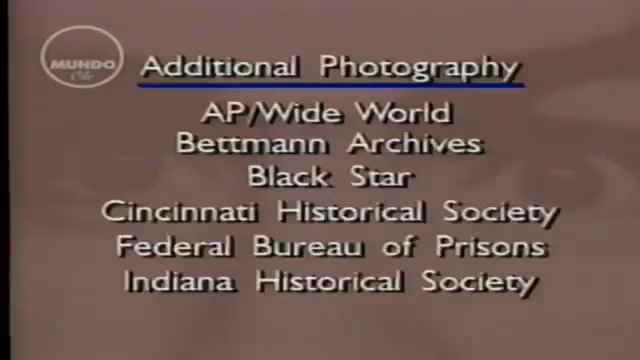 MUNDO
Olé
Additional Photography
AP/Wide World
Bettmann Archives
Black Star
Cincinnati Historical Society
Federal Bureau of Prisons
Indiana Historical Society